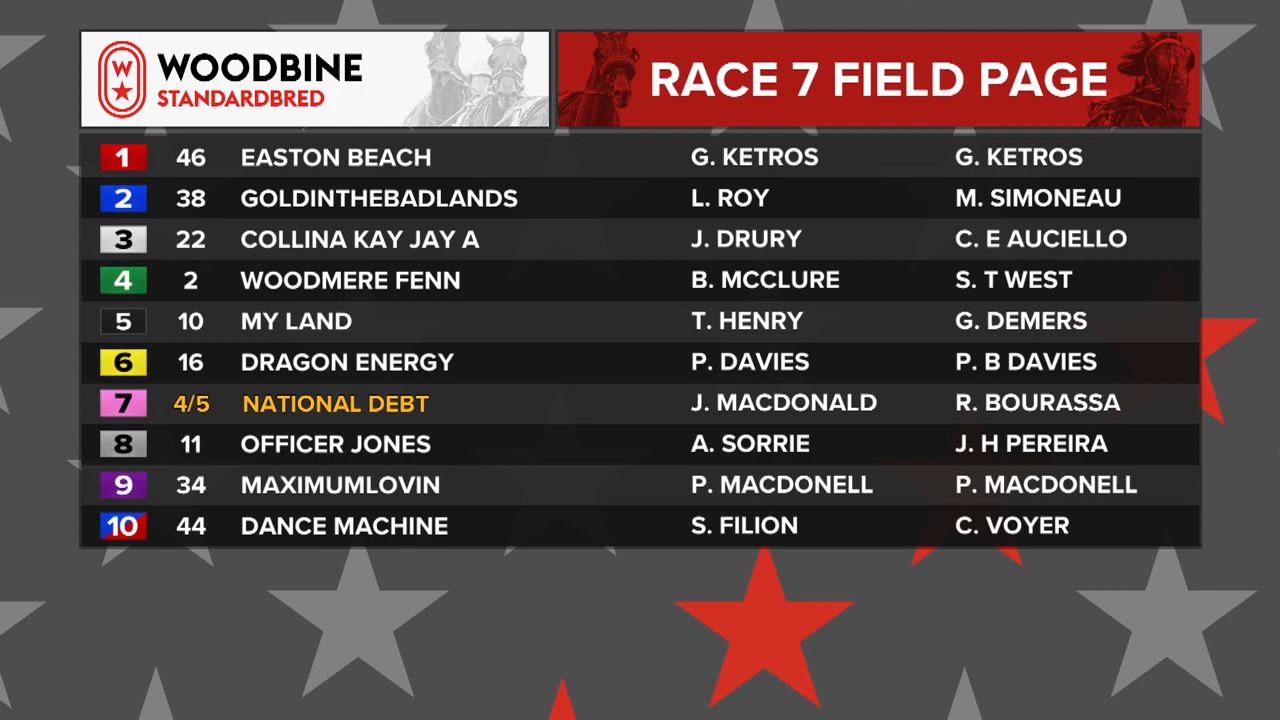 W WOODBINE
STANDARDBRED
RACE 7 FIELD PAGE
1 46 EASTON BEACH G. KETROS G. KETROS
2 38 GOLDINTHEBADLANDS L. ROY M. SIMONEAU
3 22 COLLINA KAY JAY A J. DRURY C. E AUCIELLO
4 2 WOODMERE FENN B. MCCLURE S. T WEST
5 10 MY LAND T. HENRY G. DEMERS
6 16 DRAGON ENERGY P. DAVIES P. B DAVIES
7 4/5 NATIONAL DEBT J. MACDONALD R. BOURASSA
8 11 OFFICER JONES A. SORRIE J. H PEREIRA
9 34 MAXIMUMLOVIN P. MACDONELL P. MACDONELL
10 44 DANCE MACHINE S. FILION C. VOYER